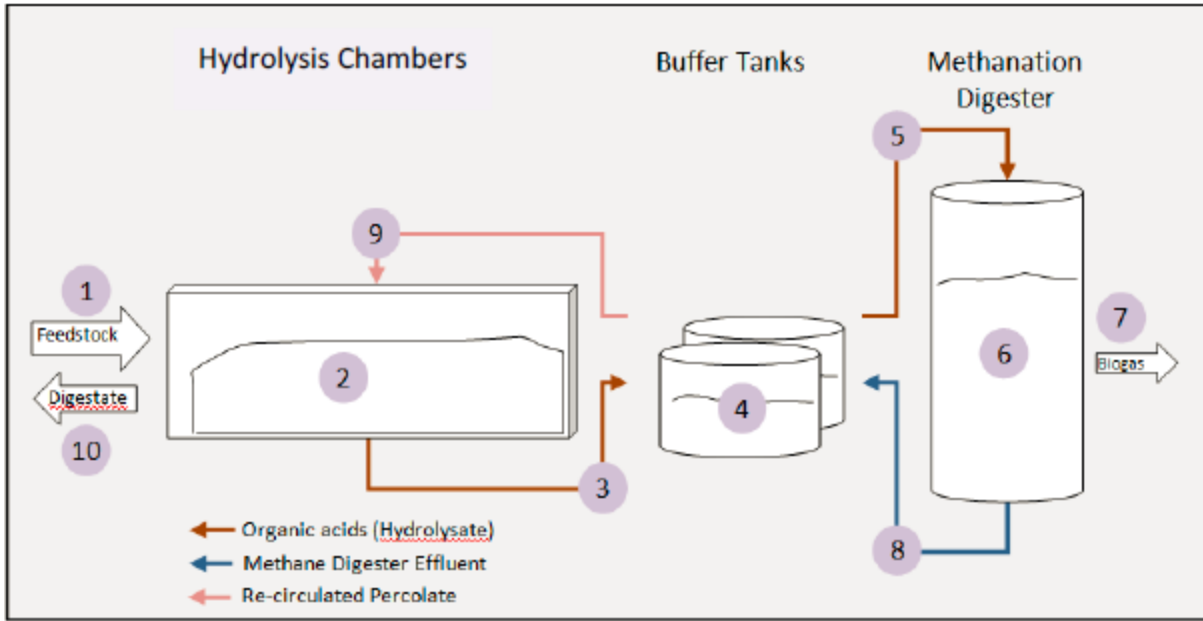 Hydrolysis Chambers
Buffer Tanks
Methanation
Digester
5
9
1
Feedstock
7
Biogas
6
2
4
Digestate
10
3
8
Organic acids (Hydrolysate)
Methane Digester Effluent
Re-circulated Percolate